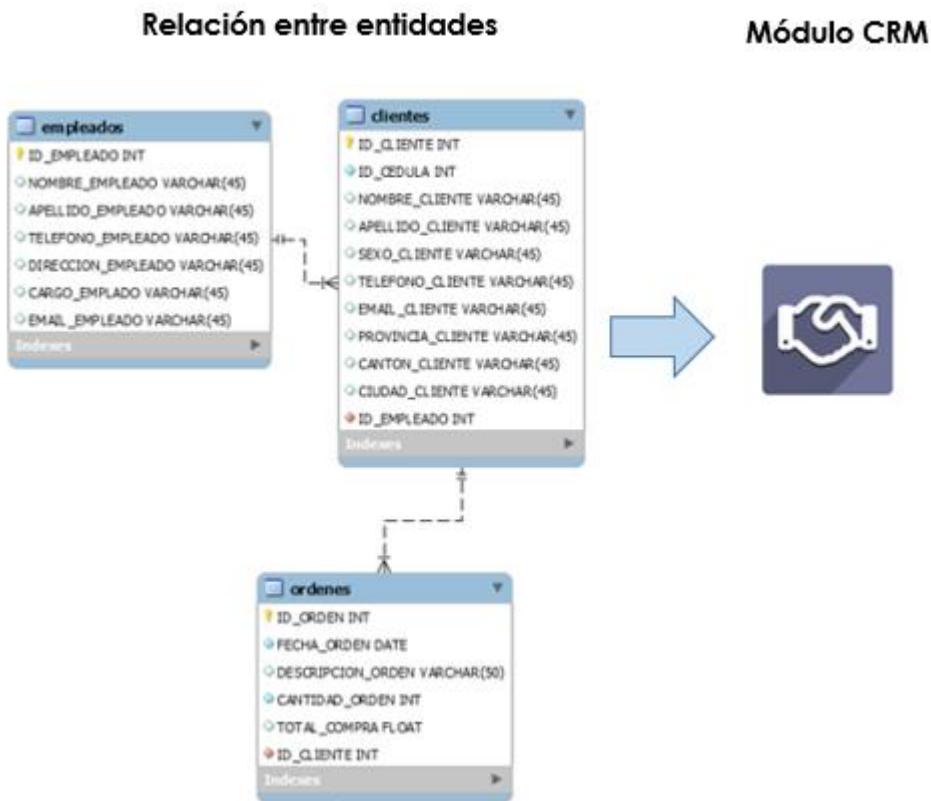 Relación entre entidades
Módulo CRM
empleados
ID_EMPLEADO INT
NOMBRE_EMPLEADO VARCHAR(45)
APELLIDO_EMPLEADO VARCHAR(45)
TELEFONO_EMPLEADO VARCHAR(45)
DIRECCION_EMPLEADO VARCHAR(45)
CARGO_EMPLADO VARCHAR(45)
EMAIL_EMPLEADO VARCHAR(45)
Indexes
clientes
ID_CLIENTE INT
ID_CEDULA INT
NOMBRE_CLIENTE VARCHAR(45)
APELLIDO_CLIENTE VARCHAR(45)
SEXO_CLIENTE VARCHAR(45)
TELEFONO_CLIENTE VARCHAR(45)
EMAIL_CLIENTE VARCHAR(45)
PROVINCIA_CLIENTE VARCHAR(45)
CANTON_CLIENTE VARCHAR(45)
CIUDAD_CLIENTE VARCHAR(45)
ID_EMPLEADO INT
Indexes
ordenes
ID_ORDEN INT
FECHA_ORDEN DATE
DESCRIPCION_ORDEN VARCHAR(50)
CANTIDAD_ORDEN INT
TOTAL_COMPRA FLOAT
ID_CLIENTE INT
Indexes